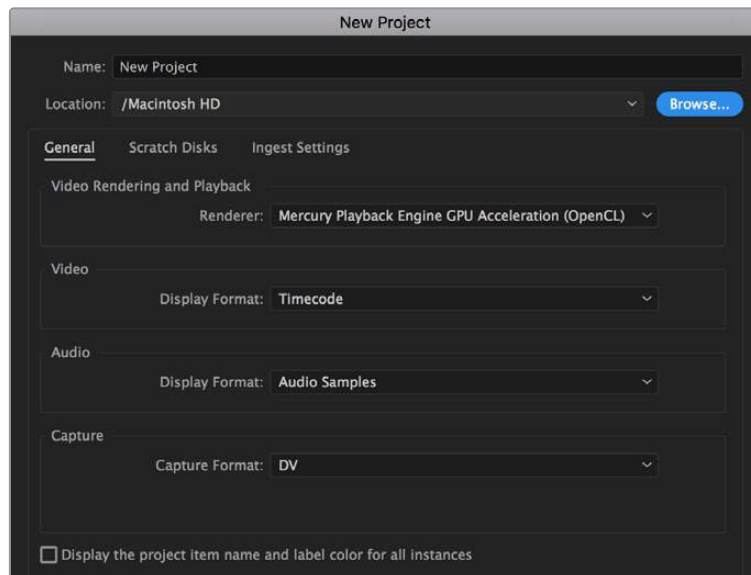 New Project
Name: New Project
Location: /Macintosh HD Browse...
General Scratch Disks Ingest Settings
Video Rendering and Playback
Renderer: Mercury Playback Engine GPU Acceleration (OpenCL)
Video
Display Format: Timecode
Audio
Display Format: Audio Samples
Capture
Capture Format: DV
Display the project item name and label color for all instances